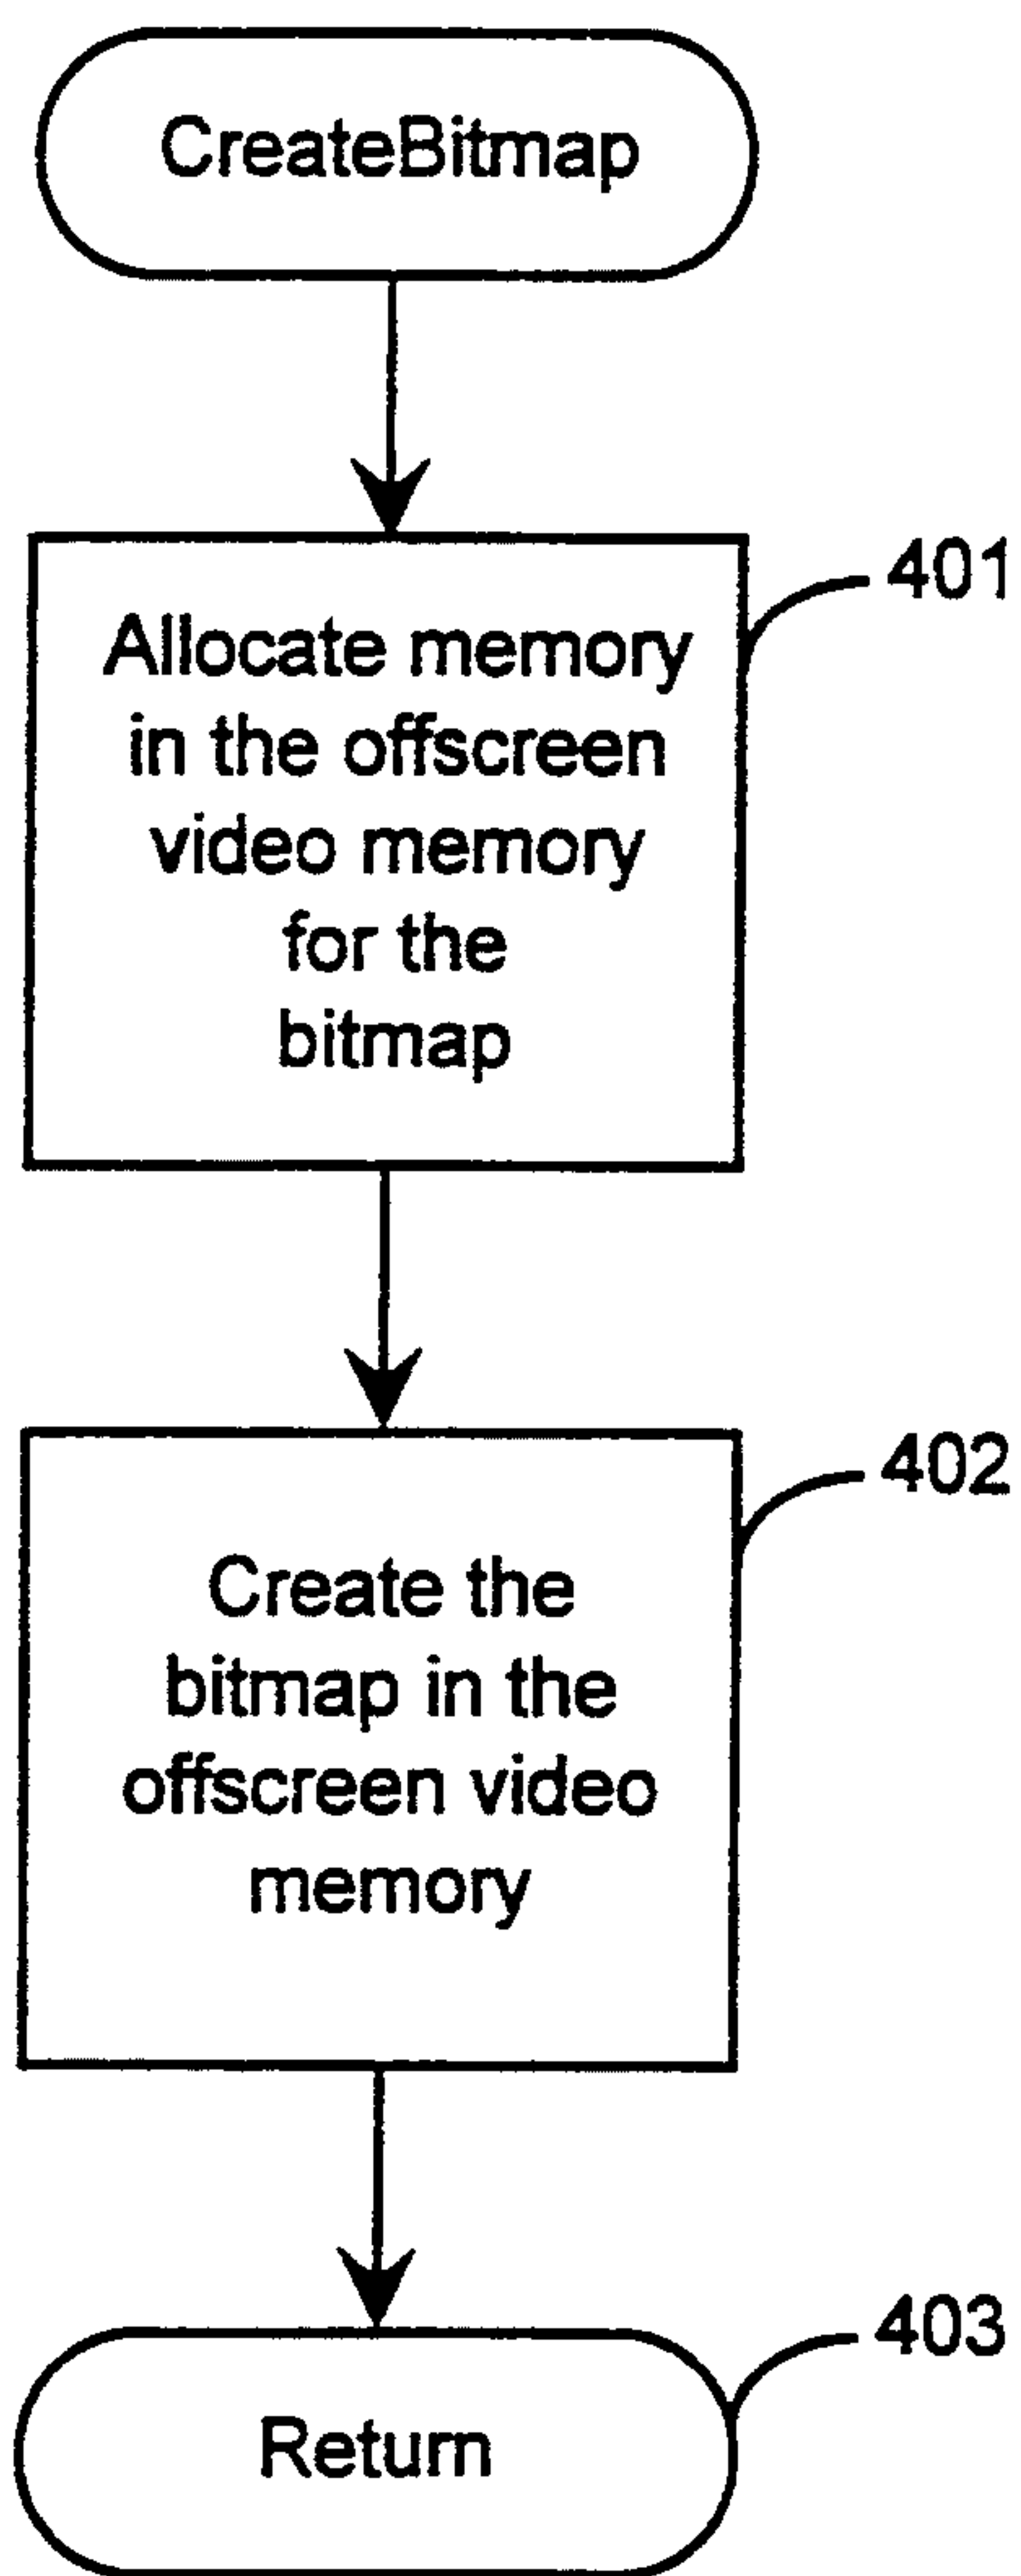 CreateBitmap
401
Allocate memory
in the offscreen
video memory
for the
bitmap
402
Create the
bitmap in the
offscreen video
memory
403
Return